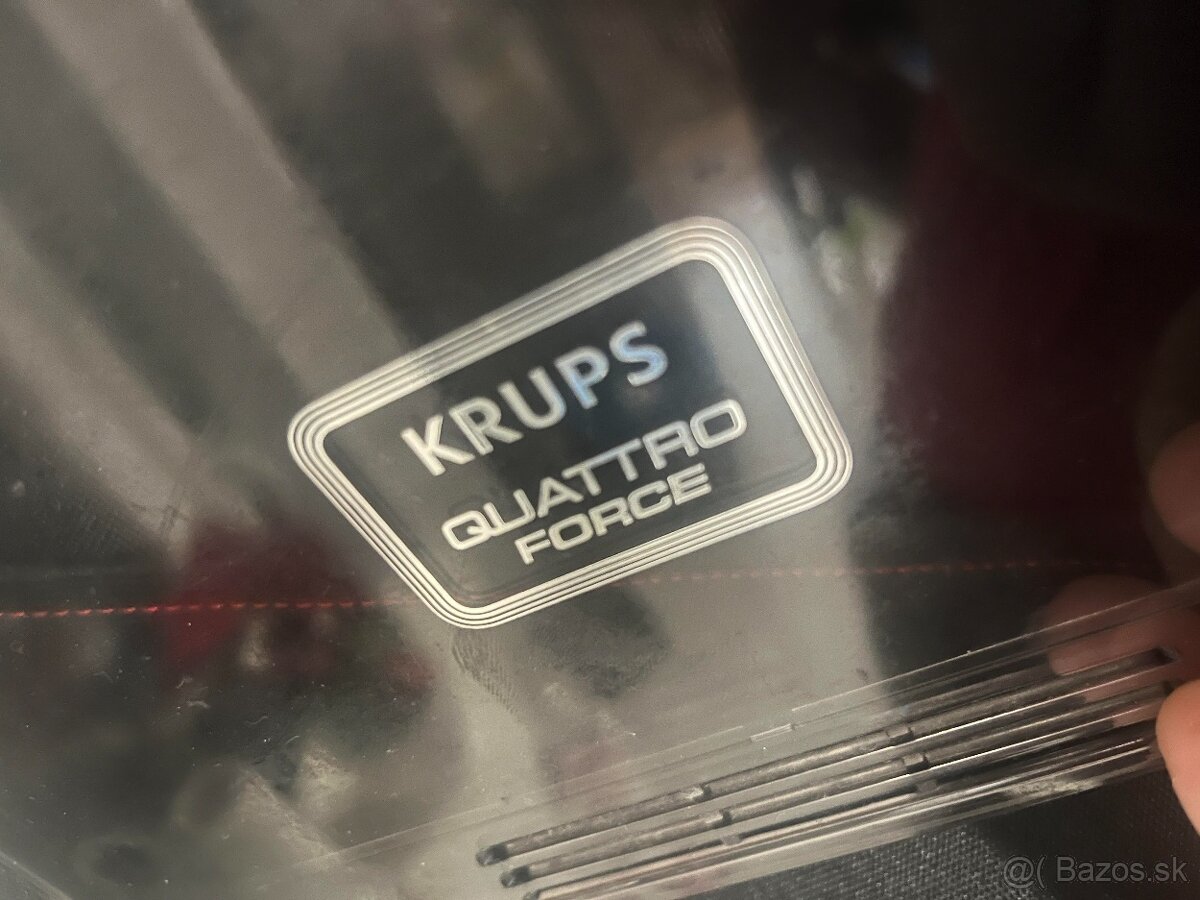 KRUPS
QUATTRO
FORCE
@( Bazos.sk